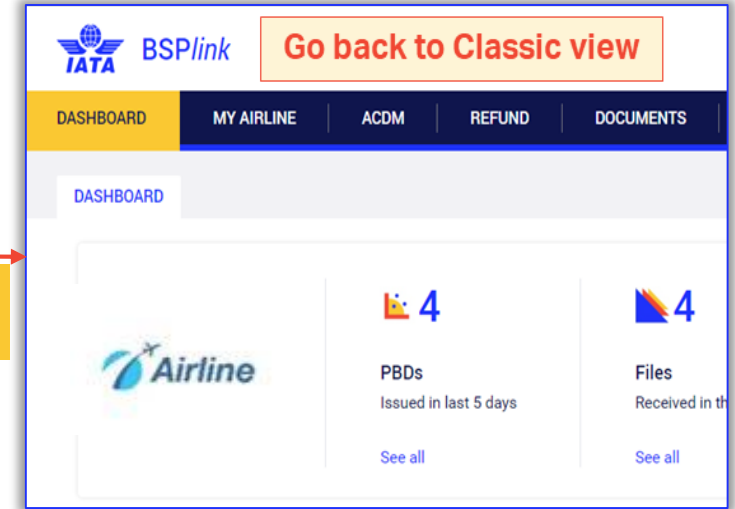 IATA BSPlink Go back to Classic view
DASHBOARD MY AIRLINE ACDM REFUND DOCUMENTS
DASHBOARD
Airline
4
PBDs
Issued in last 5 days
See all
4
Files
Received in th
See all